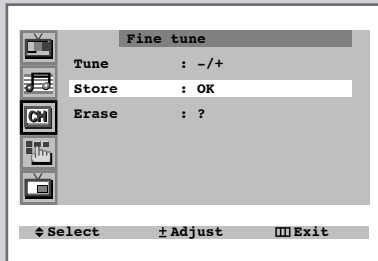 Fine tune
Tune : -/+
Store : OK
CH
Erase : ?
Select ± Adjust Exit